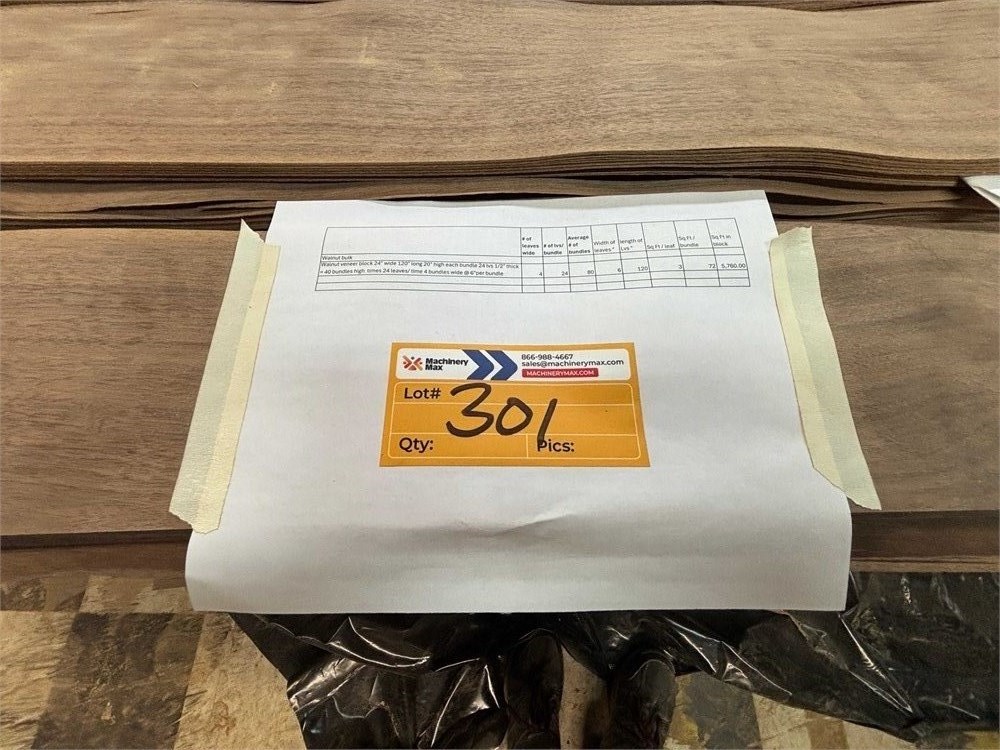 Walnut bulk
# of leaves wide
# of lvs/ bundle
Average # of bundles
Width of leaves "
length of Lvs "
Sq Ft / leaf
Sq Ft / bundle
Sq Ft in block
Walnut veneer block 24" wide 120" long 20" high each bundle 24 lvs 1/2" thick
= 40 bundles high times 24 leaves/ time 4 bundles wide @ 6"per bundle
4 24 80 6 120 5 72 5,760.00
Machinery
Max
866-988-4667
sales@machinerymax.com
MACHINERYMAX.COM
Lot# 301
Qty: Pics: